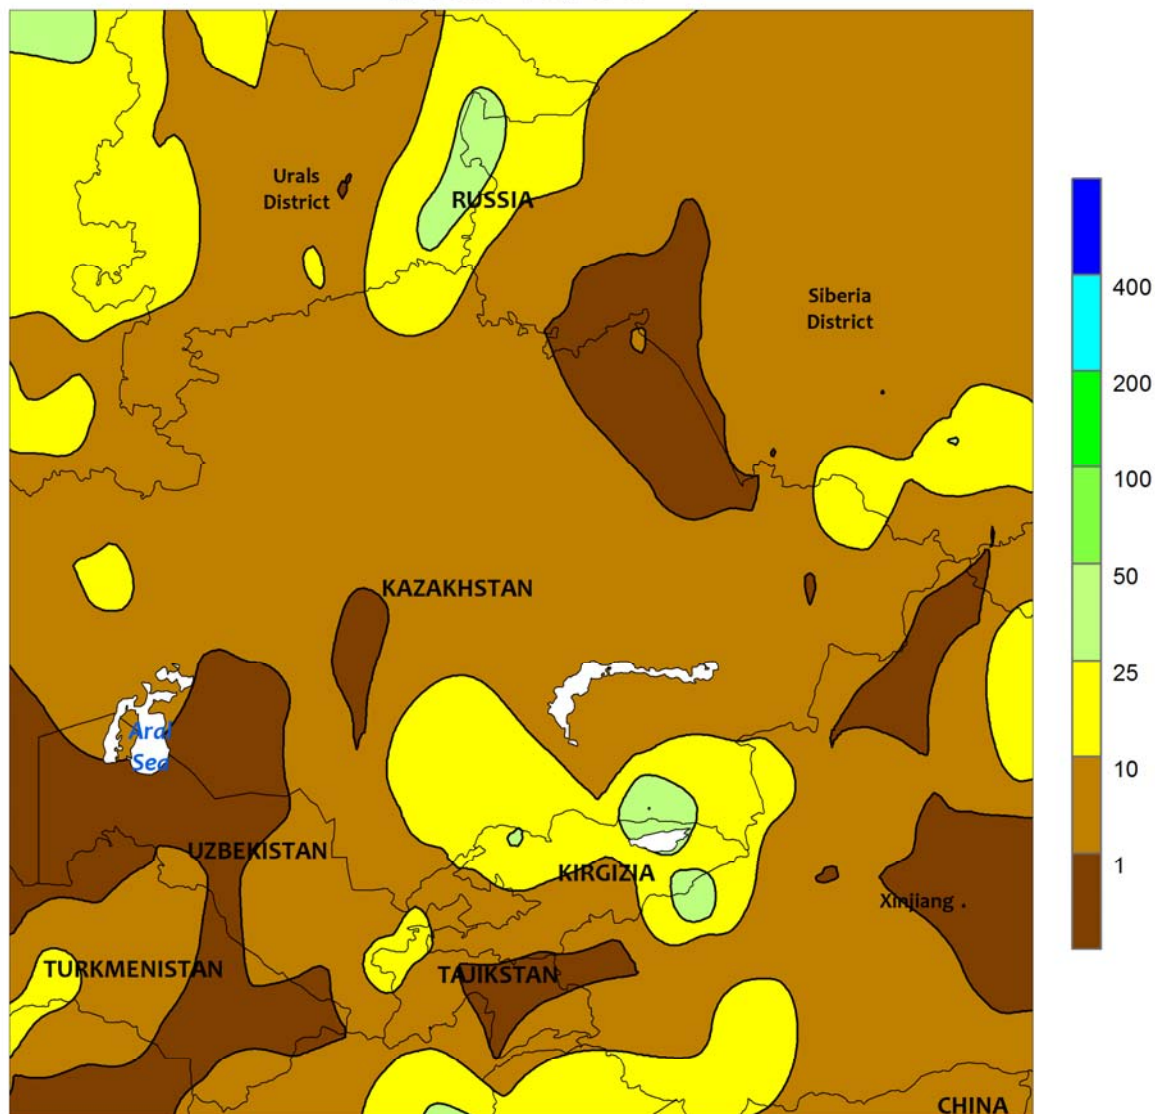 Urals
District
RUSSIA
Siberia
District
400
200
100
50
25
10
1
KAZAKHSTAN
Aral
Sea
UZBEKISTAN
KIRGIZIA
Xinjiang
TURKMENISTAN
TAJIKSTAN
CHINA